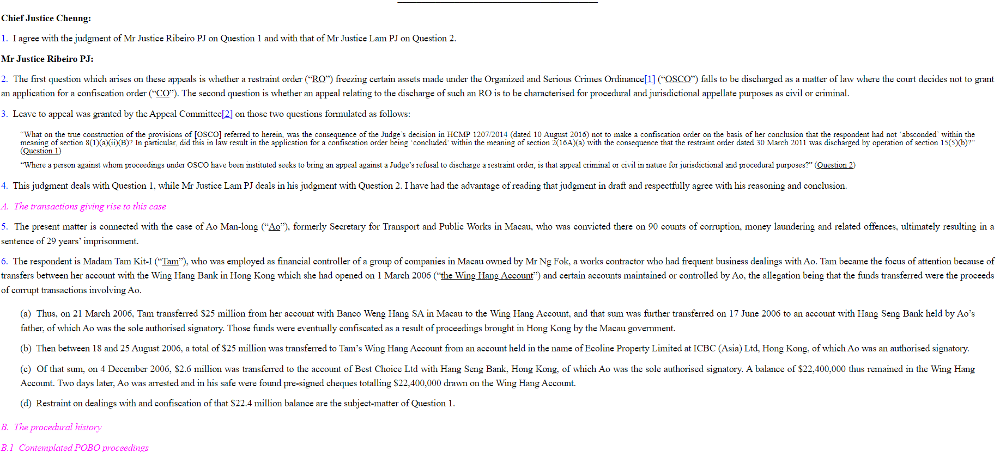 Chief Justice Cheung:
1. I agree with the judgment of Mr Justice Ribeiro PJ on Question 1 and with that of Mr Justice Lam PJ on Question 2.
Mr Justice Ribeiro PJ:
2. The first question which arises on these appeals is whether a restraint order (“RO”) freezing certain assets made under the Organized and Serious Crimes Ordinance[1] (“OSCO”) falls to be discharged as a matter of law where the court decides not to grant
an application for a confiscation order (“CO”). The second question is whether an appeal relating to the discharge of such an RO is to be characterised for procedural and jurisdictional appellate purposes as civil or criminal.
3. Leave to appeal was granted by the Appeal Committee[2] on those two questions formulated as follows:
“What on the true construction of the provisions of [OSCO] referred to herein, was the consequence of the Judge’s decision in HCMP 1207/2014 (dated 10 August 2016) not to make a confiscation order on the basis of her conclusion that the respondent had not ‘absconded’ within the
meaning of section 8(1)(a)(ii)(B)? In particular, did this in law result in the application for a confiscation order being ‘concluded’ within the meaning of section 2(16A)(a) with the consequence that the restraint order dated 30 March 2011 was discharged by operation of section 15(5)(b)?”
(Question 1)
“Where a person against whom proceedings under OSCO have been instituted seeks to bring an appeal against a Judge’s refusal to discharge a restraint order, is that appeal criminal or civil in nature for jurisdictional and procedural purposes?” (Question 2)
4. This judgment deals with Question 1, while Mr Justice Lam PJ deals in his judgment with Question 2. I have had the advantage of reading that judgment in draft and respectfully agree with his reasoning and conclusion.
A. The transactions giving rise to this case
5. The present matter is connected with the case of Ao Man-long (“Ao”), formerly Secretary for Transport and Public Works in Macau, who was convicted there on 90 counts of corruption, money laundering and related offences, ultimately resulting in a
sentence of 29 years’ imprisonment.
6. The respondent is Madam Tam Kit-I (“Tam”), who was employed as financial controller of a group of companies in Macau owned by Mr Ng Fok, a works contractor who had frequent business dealings with Ao. Tam became the focus of attention because of
transfers between her account with the Wing Hang Bank in Hong Kong which she had opened on 1 March 2006 (“the Wing Hang Account”) and certain accounts maintained or controlled by Ao, the allegation being that the funds transferred were the proceeds
of corrupt transactions involving Ao.
(a) Thus, on 21 March 2006, Tam transferred $25 million from her account with Banco Weng Hang SA in Macau to the Wing Hang Account, and that sum was further transferred on 17 June 2006 to an account with Hang Seng Bank held by Ao’s
father, of which Ao was the sole authorised signatory. Those funds were eventually confiscated as a result of proceedings brought in Hong Kong by the Macau government.
(b) Then between 18 and 25 August 2006, a total of $25 million was transferred to Tam’s Wing Hang Account from an account held in the name of Ecoline Property Limited at ICBC (Asia) Ltd, Hong Kong, of which Ao was an authorised signatory.
(c) Of that sum, on 4 December 2006, $2.6 million was transferred to the account of Best Choice Ltd with Hang Seng Bank, Hong Kong, of which Ao was the sole authorised signatory. A balance of $22,400,000 thus remained in the Wing Hang
Account. Two days later, Ao was arrested and in his safe were found pre-signed cheques totalling $22,400,000 drawn on the Wing Hang Account.
(d) Restraint on dealings with and confiscation of that $22.4 million balance are the subject-matter of Question 1.
B. The procedural history
B.1 Contemplated POBO proceedings